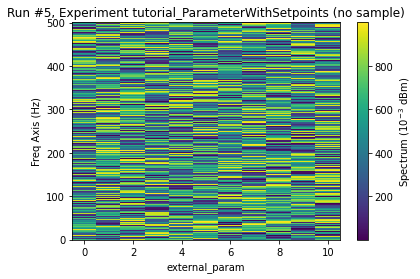 Run #5, Experiment tutorial_ParameterWithSetpoints (no sample)
500
400
300
200
100
0
Freq Axis (Hz)
0 2 4 6 8 10
external_param
800
600
400
200
Spectrum (10⁻³ dBm)